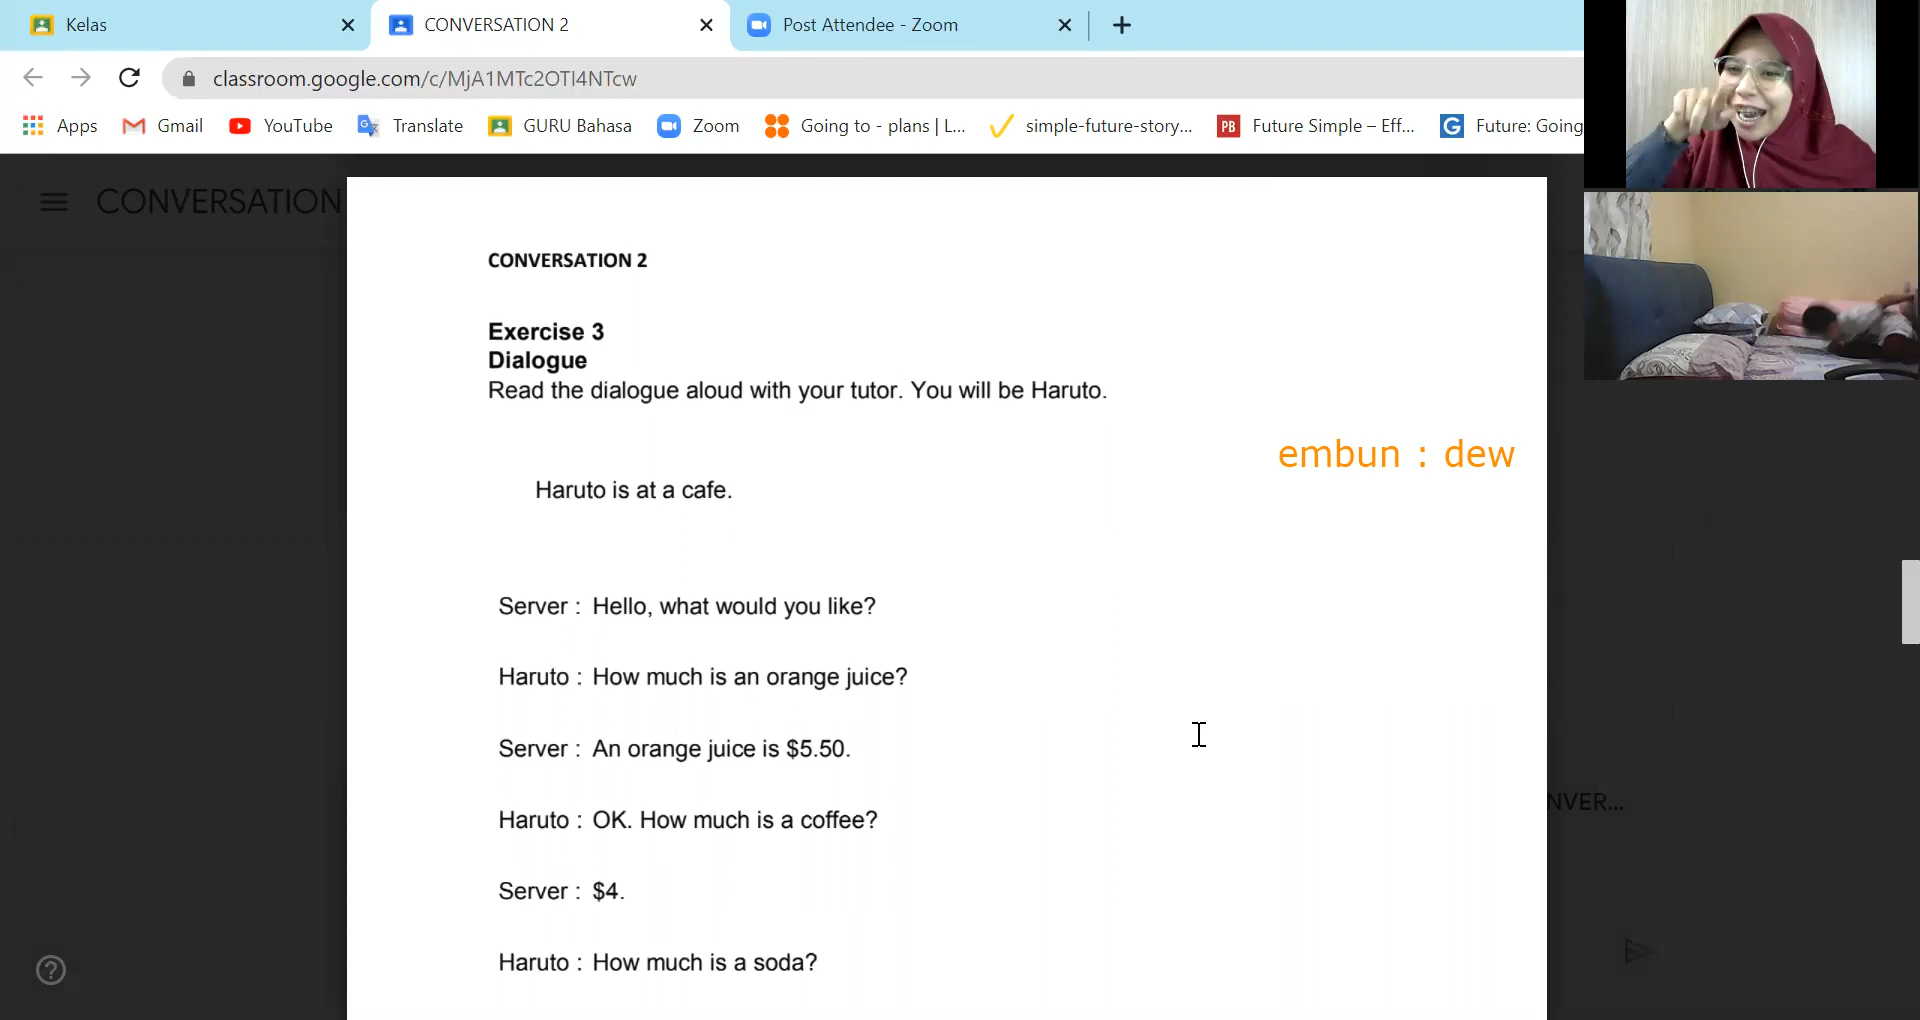 Kelas
CONVERSATION 2
Post Attendee - Zoom
classroom.google.com/c/MjA1MTc2OTI4NTcw
Apps
Gmail
YouTube
Translate
GURU Bahasa
Zoom
Going to - plans | L...
simple-future-story...
PB
Future Simple – Eff...
G
Future: Going
CONVERSATION
CONVERSATION 2
Exercise 3
Dialogue
Read the dialogue aloud with your tutor. You will be Haruto.
embun : dew
Haruto is at a cafe.
Server : Hello, what would you like?
Haruto : How much is an orange juice?
Server : An orange juice is $5.50.
Haruto : OK. How much is a coffee?
NVER...
Server : $4.
Haruto : How much is a soda?